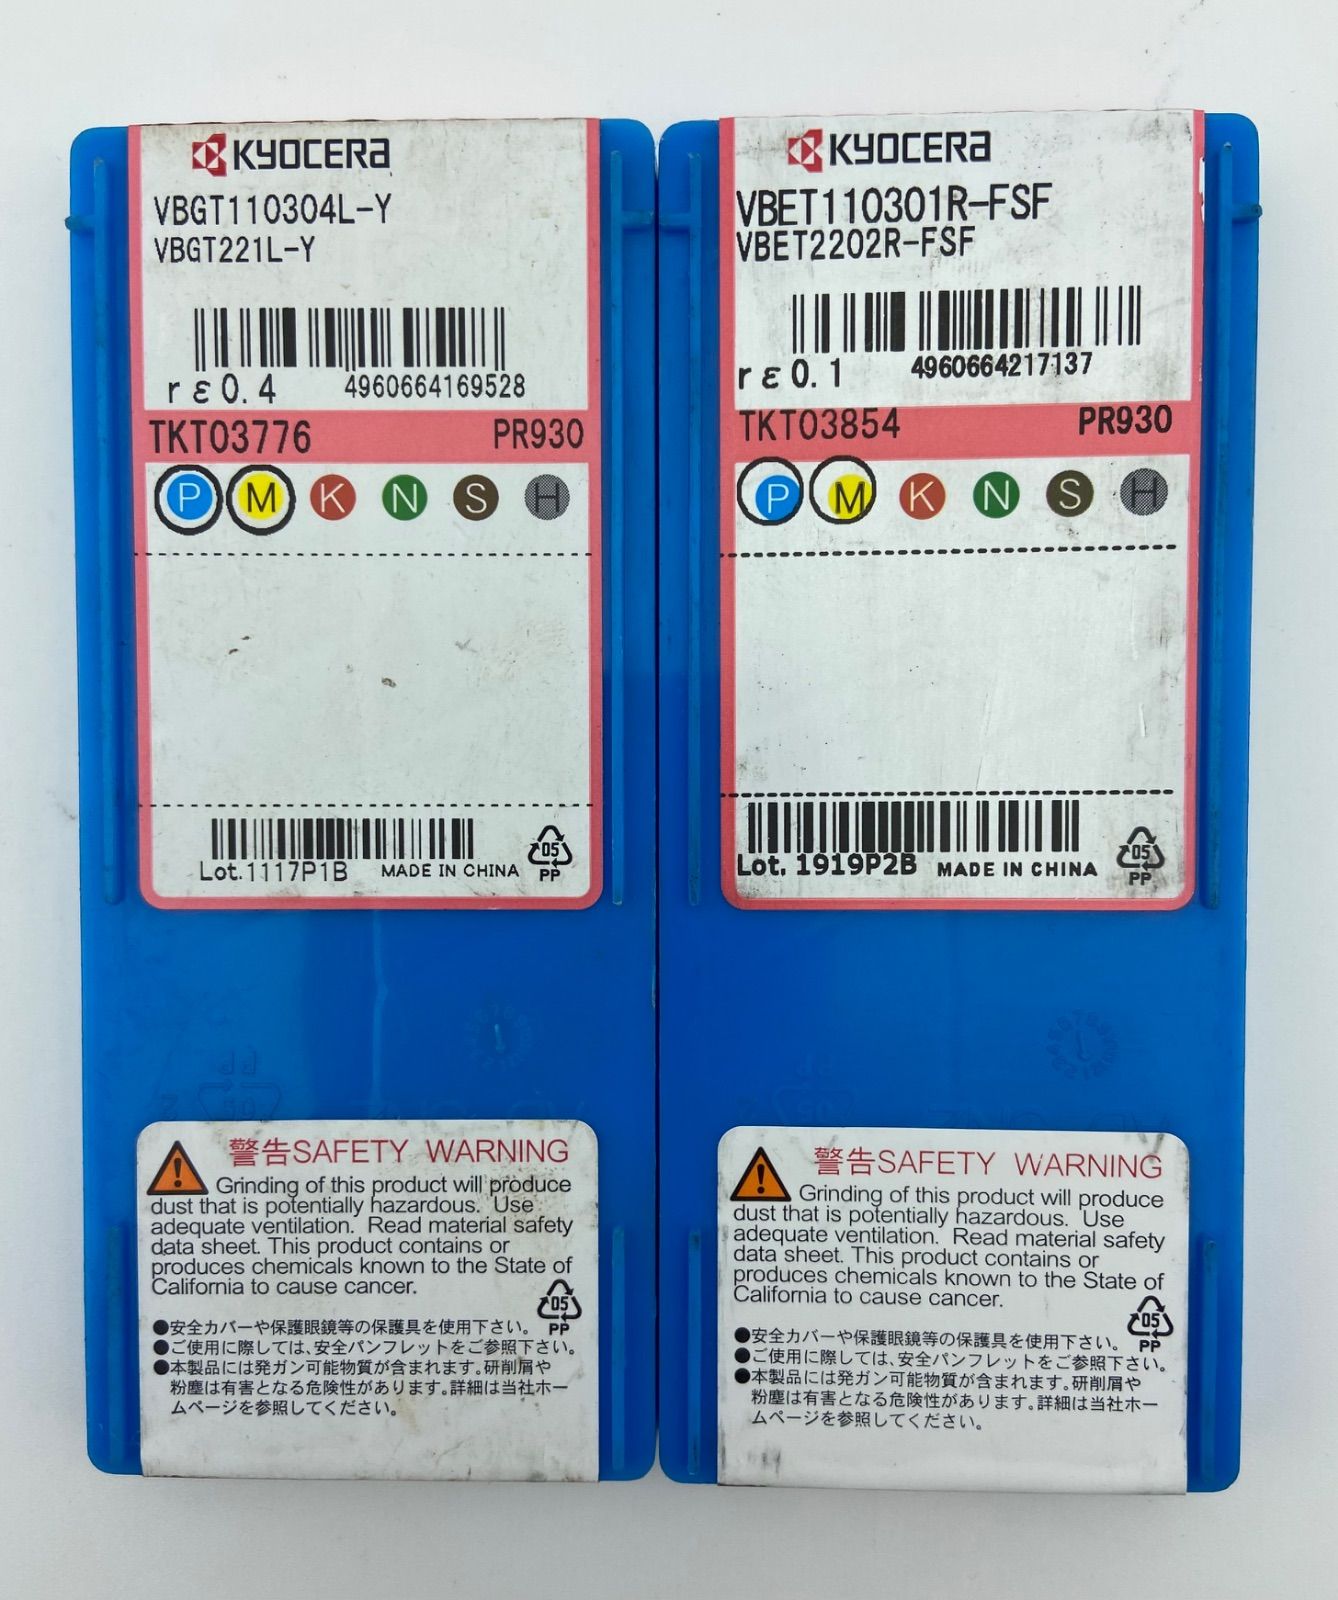 KYOCERA
VBGT110304L-Y
VBGT221L-Y
rε0.4 4960664169528
TKT03776 PR930
P M K N S H
Lot.1117P1B MADE IN CHINA
05
PP
警告SAFETY WARNING
Grinding of this product will produce
dust that is potentially hazardous. Use
adequate ventilation. Read material safety
data sheet. This product contains or
produces chemicals known to the State of
California to cause cancer.
05
PP
●安全カバーや保護眼鏡等の保護具を使用下さい。
●ご使用に際しては、安全パンフレットをご参照下さい。
●本製品には発ガン可能物質が含まれます。研削屑や
粉塵は有害となる危険性があります。詳細は当社ホー
ムページを参照してください。
KYOCERA
VBET110301R-FSF
VBET2202R-FSF
rε0.1 4960664217137
TKT03854 PR930
P M K N S H
Lot. 1919P2B MADE IN CHINA
05
PP
警告SAFETY WARNING
Grinding of this product will produce
dust that is potentially hazardous. Use
adequate ventilation. Read material safety
data sheet. This product contains or
produces chemicals known to the State of
California to cause cancer.
05
PP
●安全カバーや保護眼鏡等の保護具を使用下さい。
●ご使用に際しては、安全パンフレットをご参照下さい。
●本製品には発ガン可能物質が含まれます。研削屑や
粉塵は有害となる危険性があります。詳細は当社ホー
ムページを参照してください。